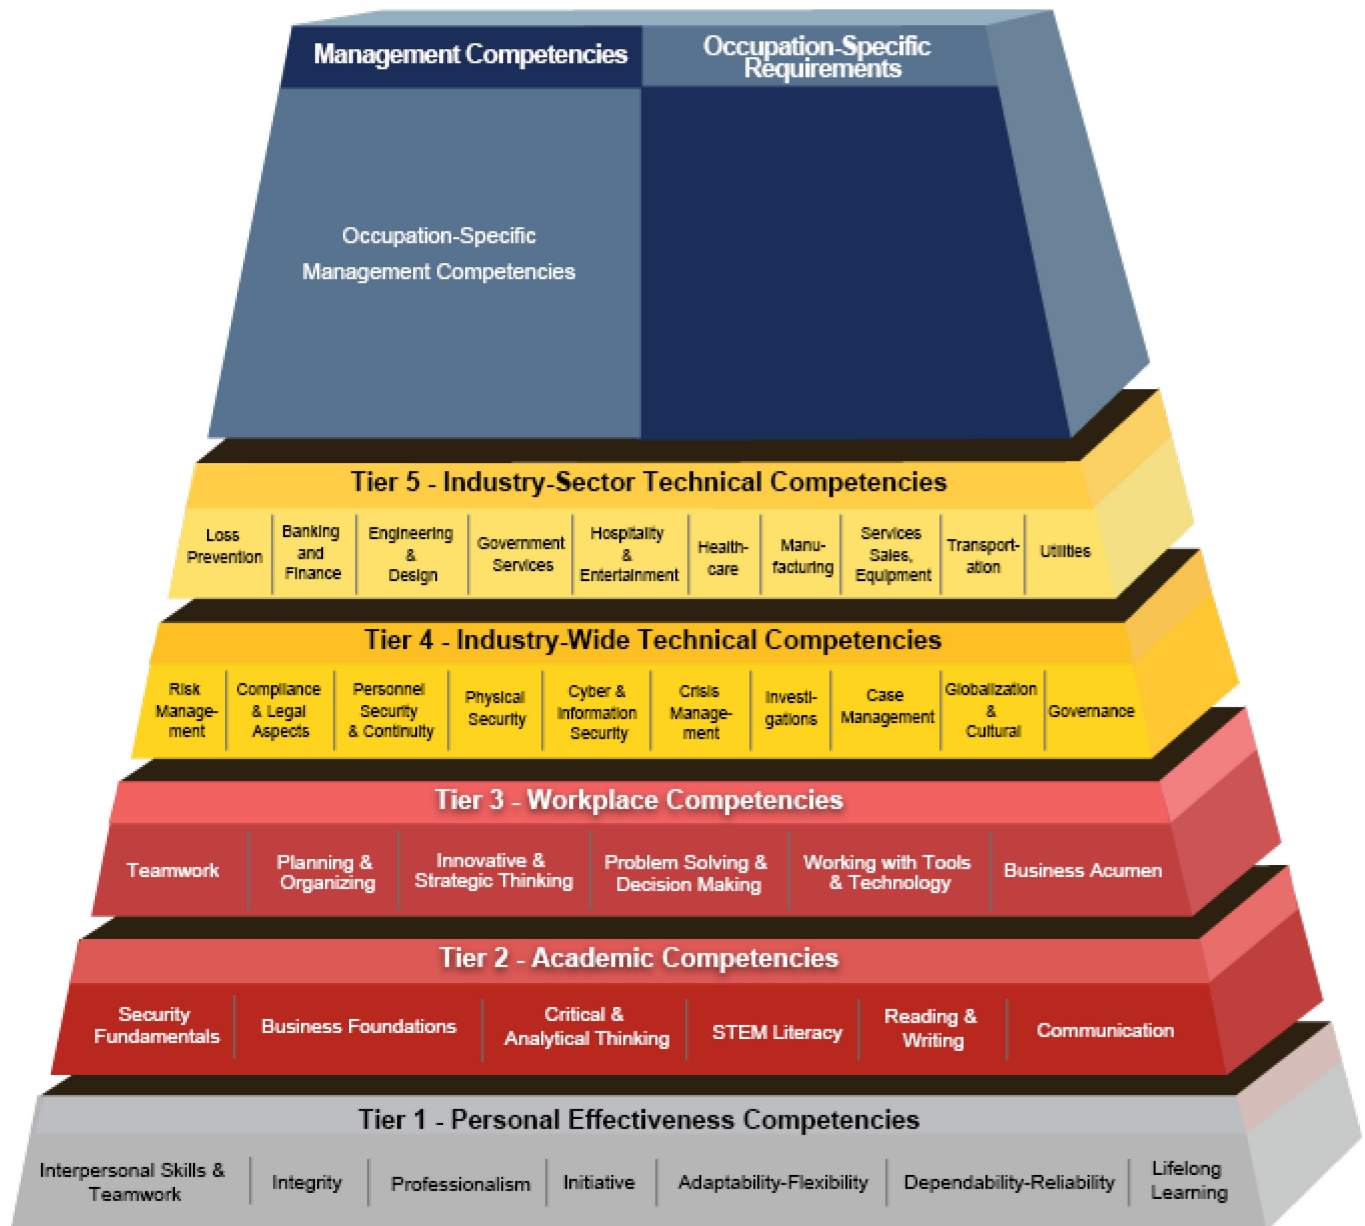 Management Competencies
Occupation-Specific
Requirements
Occupation-Specific
Management Competencies
Tier 5 - Industry-Sector Technical Competencies
Loss
Prevention
Banking
and
Finance
Engineering
&
Design
Government
Services
Hospitality
&
Entertainment
Health-
care
Manu-
facturing
Services
Sales,
Equipment
Transport-
ation
Utilities
Tier 4 - Industry-Wide Technical Competencies
Risk
Manage-
ment
Compliance
& Legal
Aspects
Personnel
Security
& Continuity
Physical
Security
Cyber &
Information
Security
Crisis
Manage-
ment
Investi-
gations
Case
Management
Globalization
&
Cultural
Governance
Tier 3 - Workplace Competencies
Teamwork
Planning &
Organizing
Innovative &
Strategic Thinking
Problem Solving &
Decision Making
Working with Tools
& Technology
Business Acumen
Tier 2 - Academic Competencies
Security
Fundamentals
Business Foundations
Critical &
Analytical Thinking
STEM Literacy
Reading &
Writing
Communication
Tier 1 - Personal Effectiveness Competencies
Interpersonal Skills &
Teamwork
Integrity
Professionalism
Initiative
Adaptability-Flexibility
Dependability-Reliability
Lifelong
Learning